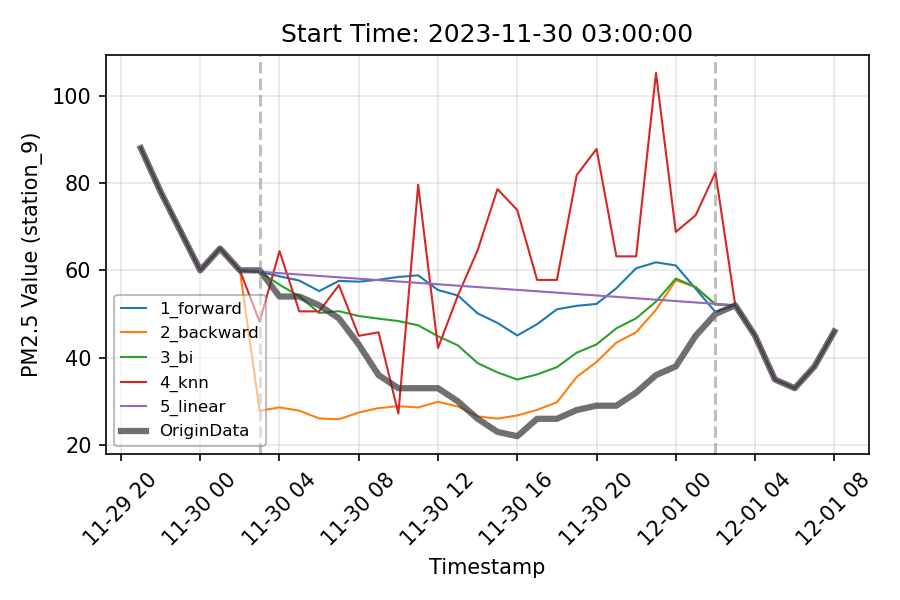 Start Time: 2023-11-30 03:00:00
PM2.5 Value (station_9)
100
80
60
40
20
1_forward
2_backward
3_bi
4_knn
5_linear
OriginData
11-29 20
11-30 00
11-30 04
11-30 08
11-30 12
11-30 16
11-30 20
12-01 00
12-01 04
12-01 08
Timestamp